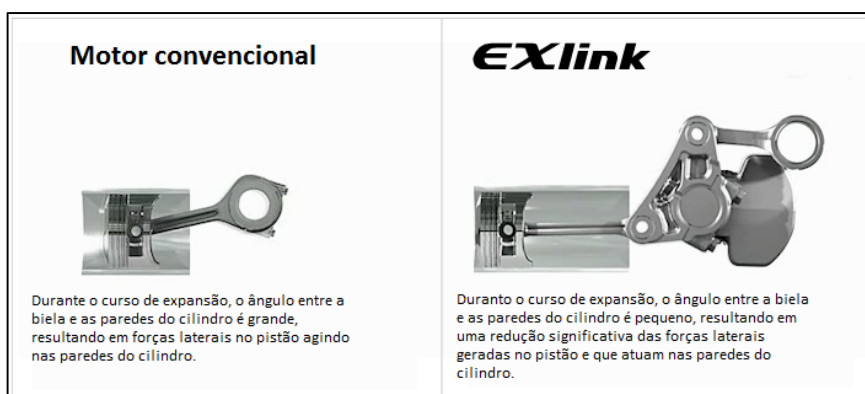 Motor convencional
EXlink
Durante o curso de expansão, o ângulo entre a
biela e as paredes do cilindro é grande,
resultando em forças laterais no pistão agindo
nas paredes do cilindro.
Duranto o curso de expansão, o ângulo entre a biela
e as paredes do cilindro é pequeno, resultando em
uma redução significativa das forças laterais
geradas no pistão e que atuam nas paredes do
cilindro.